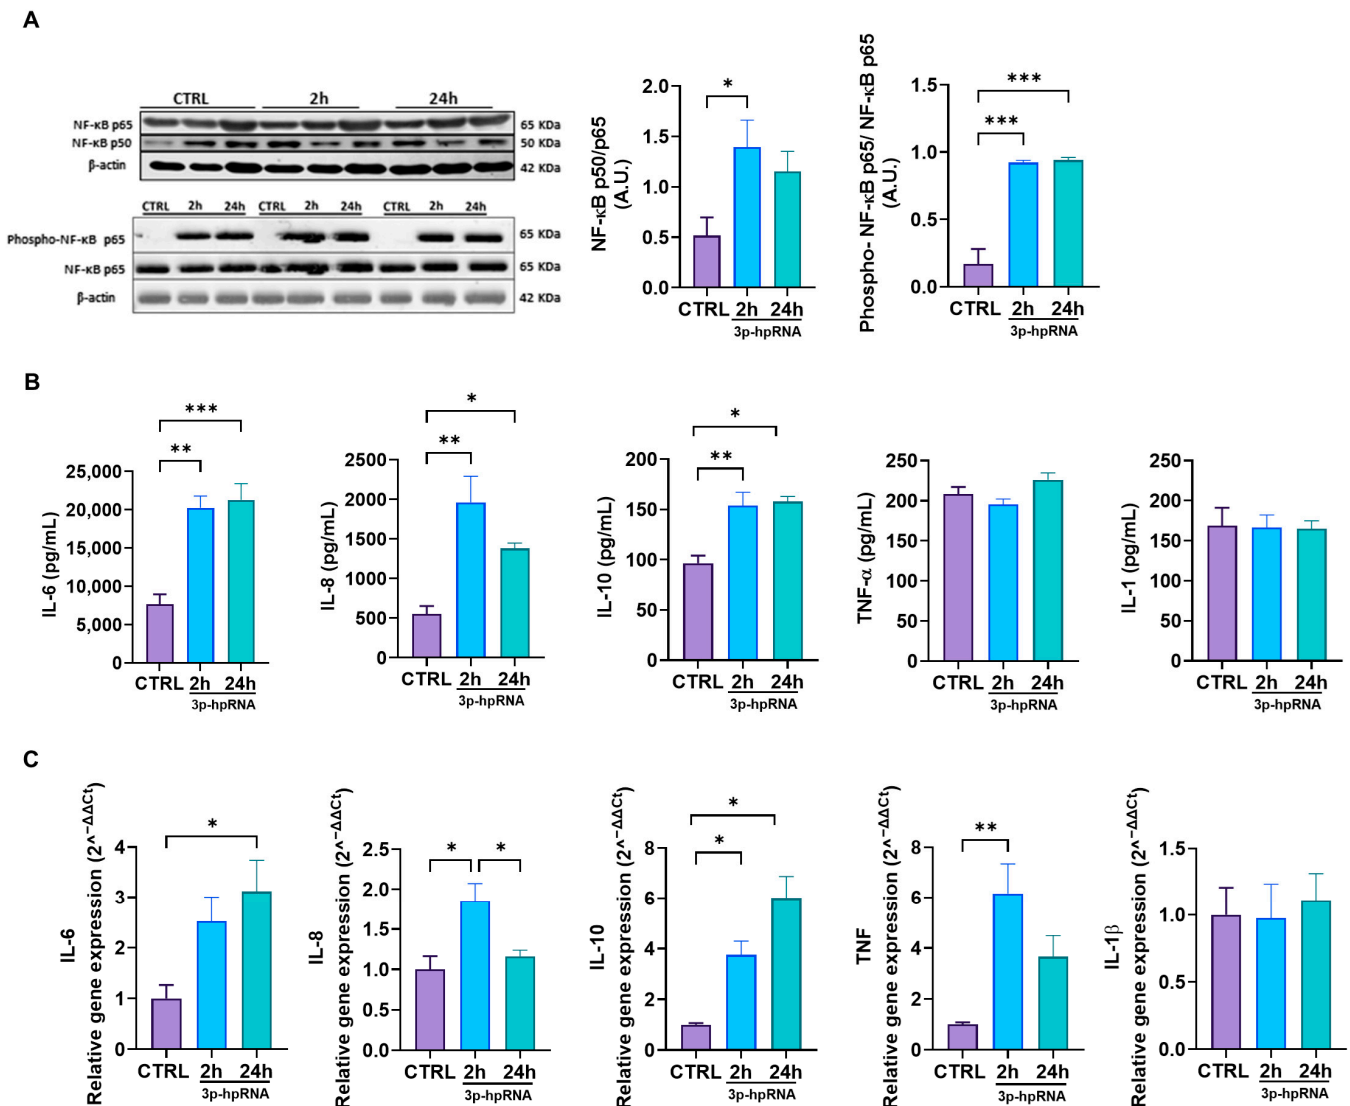 A
CTRL 2h 24h
NF-κB p65 65 KDa
NF-κB p50 50 KDa
β-actin 42 KDa
CTRL 2h 24h CTRL 2h 24h CTRL 2h 24h
Phospho-NF-κB p65 65 KDa
NF-κB p65 65 KDa
β-actin 42 KDa
NF-κB p50/p65
(A.U.)
2.0
1.5
1.0
0.5
0.0
*
CTRL 2h 24h
3p-hpRNA
Phospho- NF-κB p65/ NF-κB p65
(A.U.)
1.5
1.0
0.5
0.0
***
***
CTRL 2h 24h
3p-hpRNA
B
IL-6 (pg/mL)
25,000
20,000
15,000
10,000
5,000
0
***
**
CTRL 2h 24h
3p-hpRNA
IL-8 (pg/mL)
2500
2000
1500
1000
500
0
*
**
CTRL 2h 24h
3p-hpRNA
IL-10 (pg/mL)
200
150
100
50
0
*
**
CTRL 2h 24h
3p-hpRNA
TNF-α (pg/mL)
250
200
150
100
50
0
CTRL 2h 24h
3p-hpRNA
IL-1 (pg/mL)
250
200
150
100
50
0
CTRL 2h 24h
3p-hpRNA
C
IL-6
Relative gene expression (2^−ΔΔCt)
4
3
2
1
0
*
CTRL 2h 24h
3p-hpRNA
IL-8
Relative gene expression (2^−ΔΔCt)
2.5
2.0
1.5
1.0
0.5
0.0
* *
CTRL 2h 24h
3p-hpRNA
IL-10
Relative gene expression (2^−ΔΔCt)
8
6
4
2
0
*
*
CTRL 2h 24h
3p-hpRNA
TNF
Relative gene expression (2^−ΔΔCt)
8
6
4
2
0
**
CTRL 2h 24h
3p-hpRNA
IL-1β
Relative gene expression (2^−ΔΔCt)
1.5
1.0
0.5
0.0
CTRL 2h 24h
3p-hpRNA